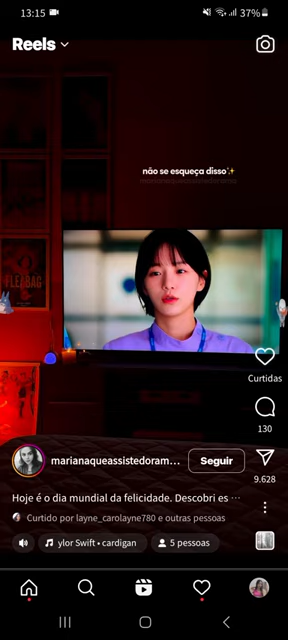 13:15
37%
Reels
não se esqueça disso✨
FLEABAG
Curtidas
130
marianaqueassistedoram...
Seguir
9.628
Hoje é o dia mundial da felicidade. Descobri es ...
Curtido por layne_carolayne780 e outras pessoas
ylor Swift • cardigan
5 pessoas